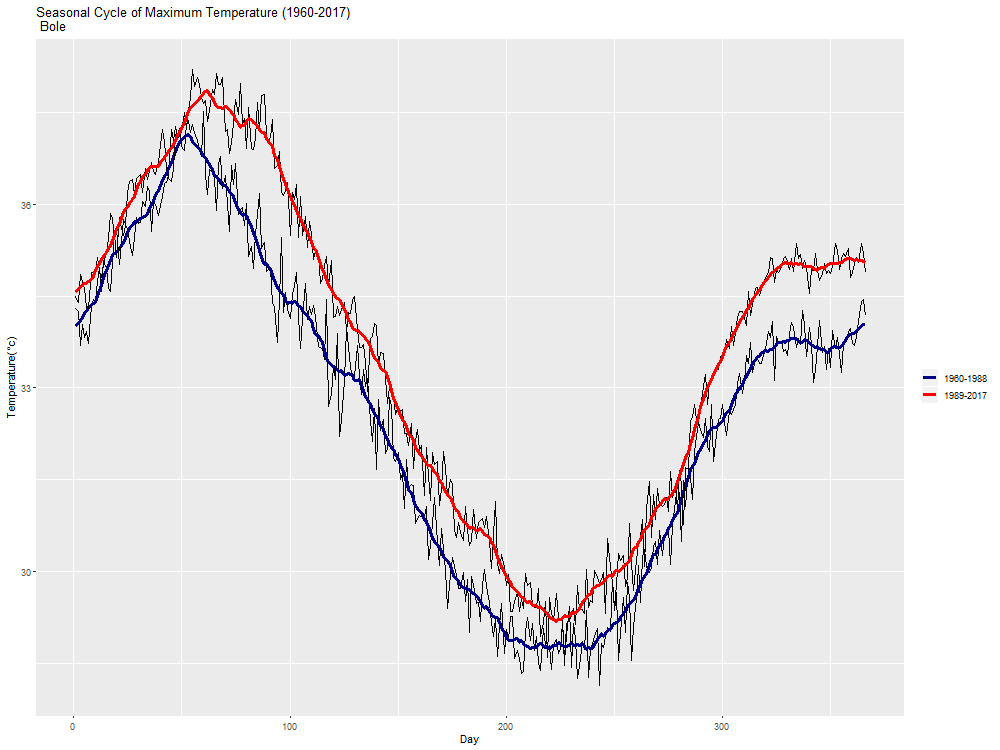 Seasonal Cycle of Maximum Temperature (1960-2017)
Bole
Temperature(°c)
36
33
30
0
100
200
300
Day
1960-1988
1989-2017